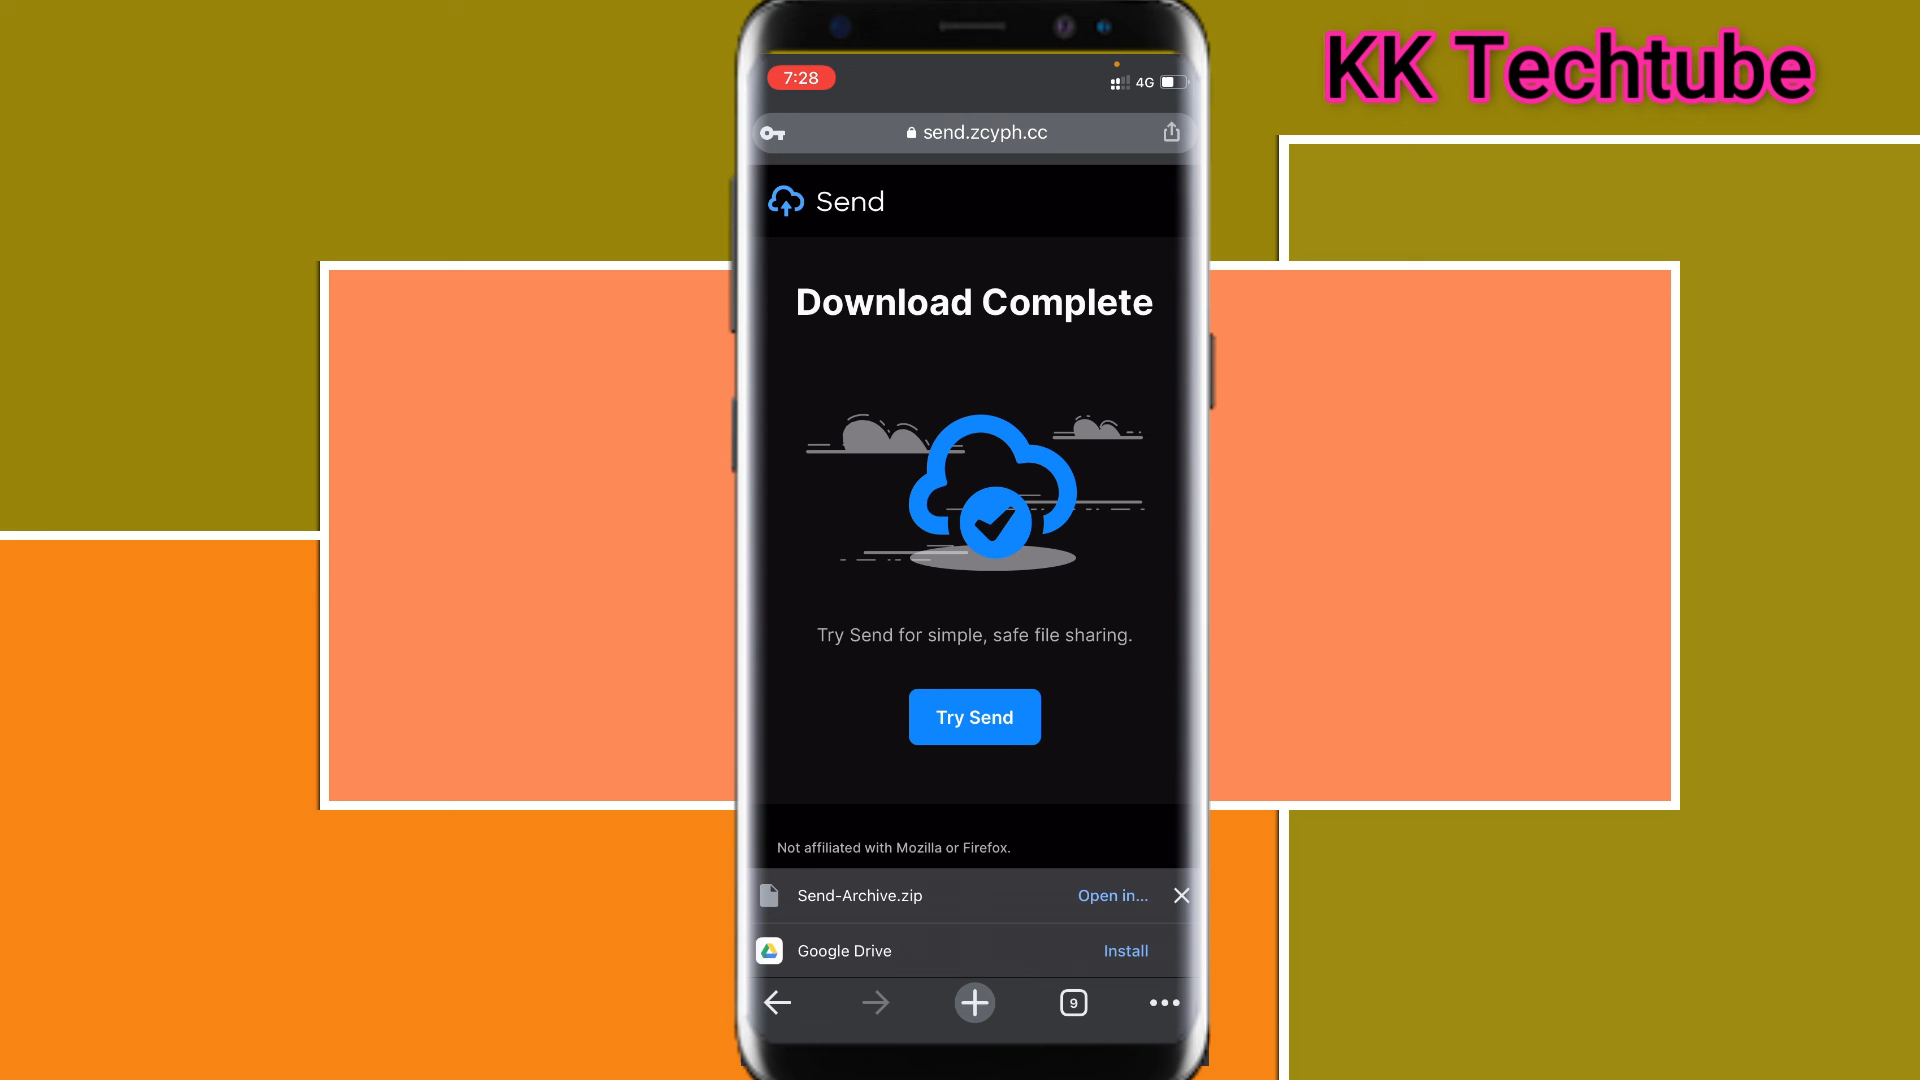 KK Techtube
7:28
4G
send.zcyph.cc
Send
Download Complete
Try Send for simple, safe file sharing.
Try Send
Not affiliated with Mozilla or Firefox.
Send-Archive.zip Open in...
Google Drive Install
9